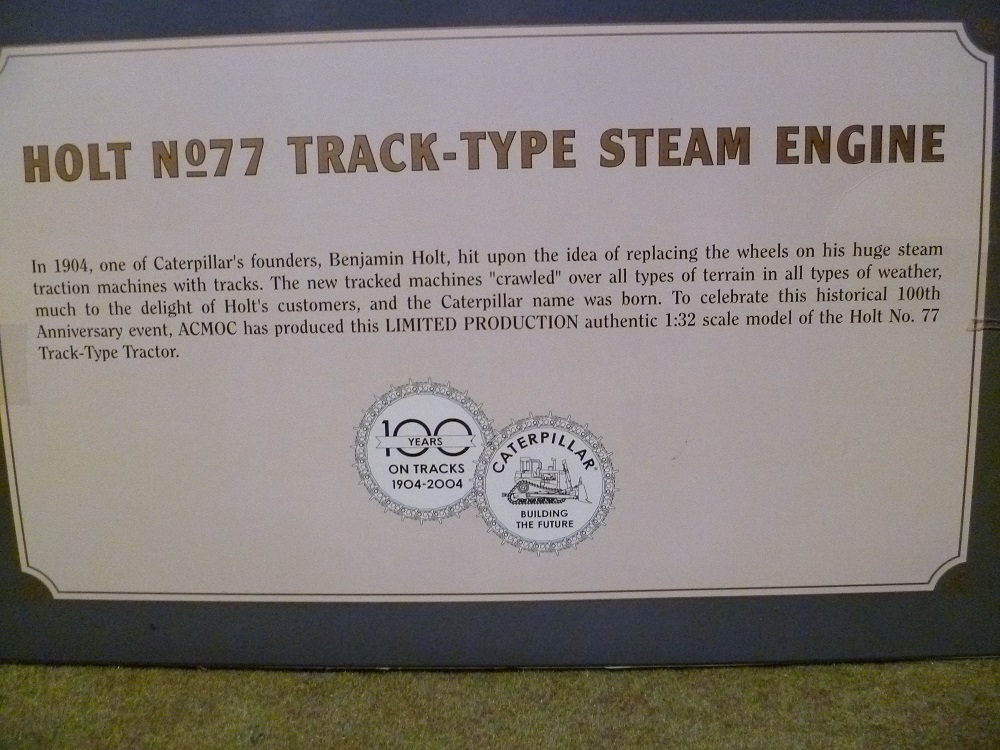 HOLT Nº77 TRACK-TYPE STEAM ENGINE
In 1904, one of Caterpillar's founders, Benjamin Holt, hit upon the idea of replacing the wheels on his huge steam
traction machines with tracks. The new tracked machines "crawled" over all types of terrain in all types of weather,
much to the delight of Holt's customers, and the Caterpillar name was born. To celebrate this historical 100th
Anniversary event, ACMOC has produced this LIMITED PRODUCTION authentic 1:32 scale model of the Holt No. 77
Track-Type Tractor.
100
YEARS
ON TRACKS
1904-2004
CATERPILLAR®
BUILDING
THE FUTURE